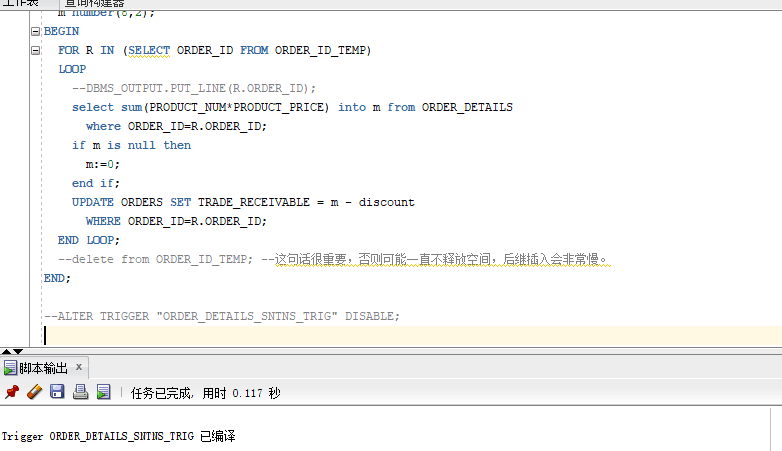 工作表 查询构建器
m number(8,2);
BEGIN
FOR R IN (SELECT ORDER_ID FROM ORDER_ID_TEMP)
LOOP
--DBMS_OUTPUT.PUT_LINE(R.ORDER_ID);
select sum(PRODUCT_NUM*PRODUCT_PRICE) into m from ORDER_DETAILS
where ORDER_ID=R.ORDER_ID;
if m is null then
m:=0;
end if;
UPDATE ORDERS SET TRADE_RECEIVABLE = m - discount
WHERE ORDER_ID=R.ORDER_ID;
END LOOP;
--delete from ORDER_ID_TEMP; --这句话很重要，否则可能一直不释放空间，后继插入会非常慢。
END;
--ALTER TRIGGER "ORDER_DETAILS_SNTNS_TRIG" DISABLE;
脚本输出 x
任务已完成, 用时 0.117 秒
Trigger ORDER_DETAILS_SNTNS_TRIG 已编译